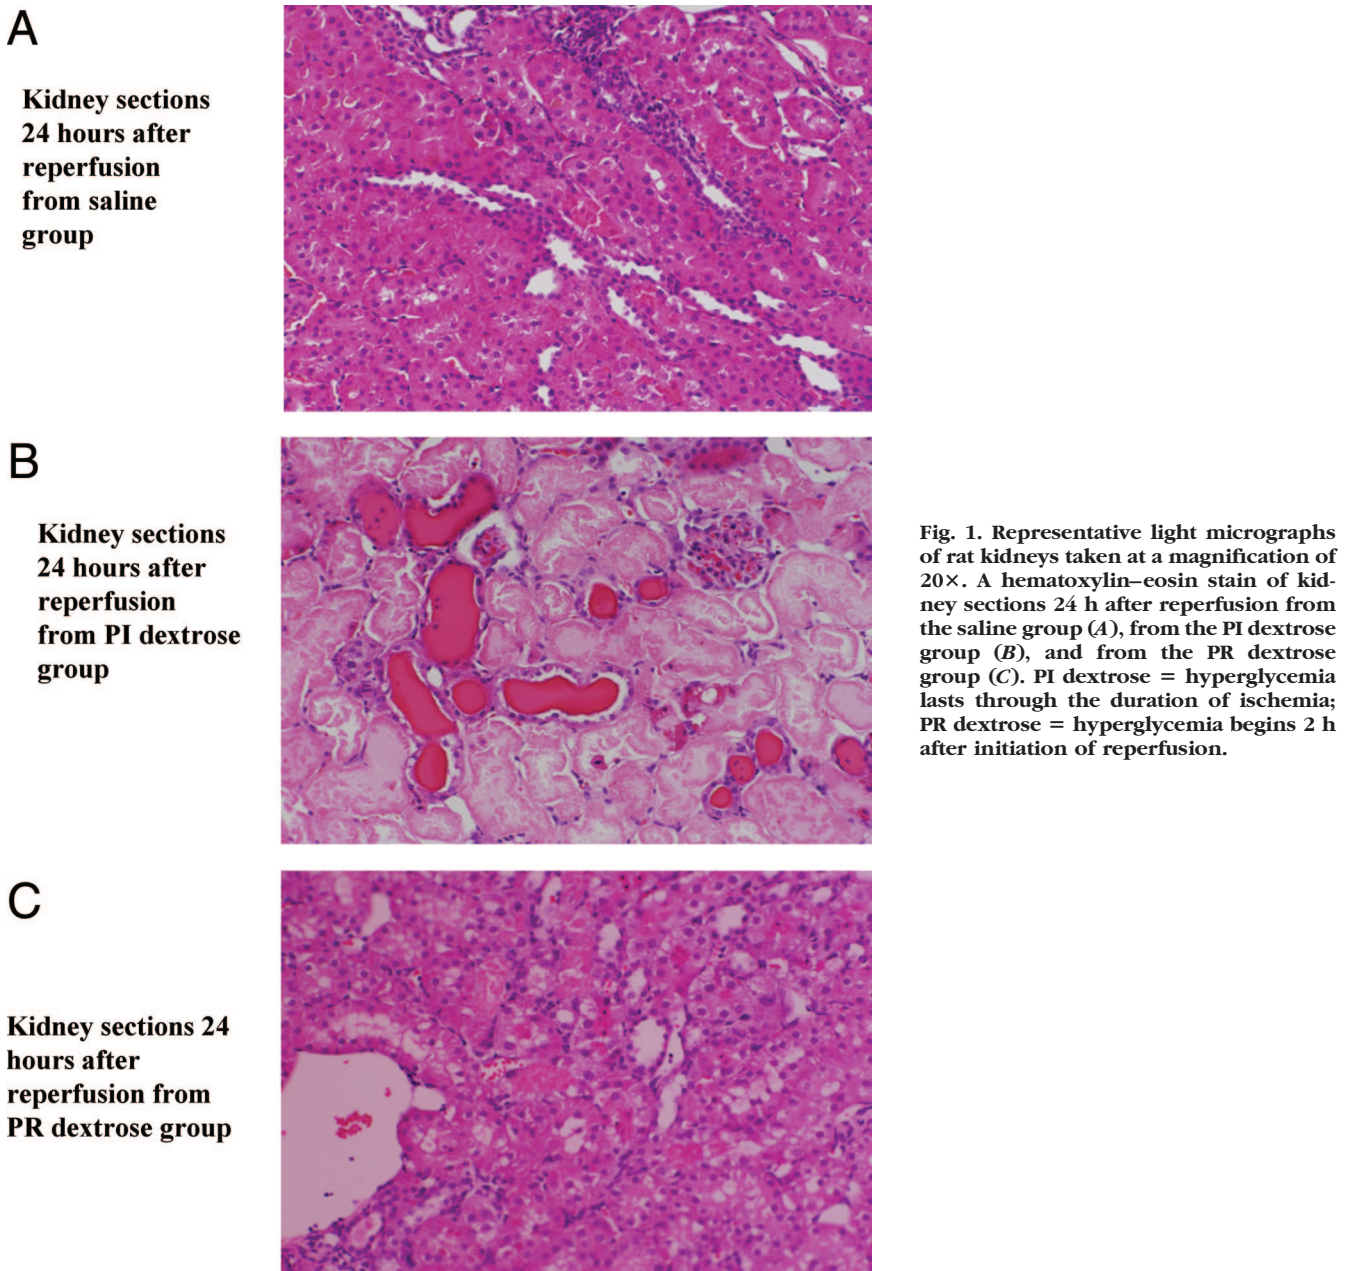 A
Kidney sections
24 hours after
reperfusion
from saline
group
B
Kidney sections
24 hours after
reperfusion
from PI dextrose
group
C
Kidney sections 24
hours after
reperfusion from
PR dextrose group
Fig. 1. Representative light micrographs
of rat kidneys taken at a magnification of
20×. A hematoxylin–eosin stain of kid-
ney sections 24 h after reperfusion from
the saline group (A), from the PI dextrose
group (B), and from the PR dextrose
group (C). PI dextrose = hyperglycemia
lasts through the duration of ischemia;
PR dextrose = hyperglycemia begins 2 h
after initiation of reperfusion.